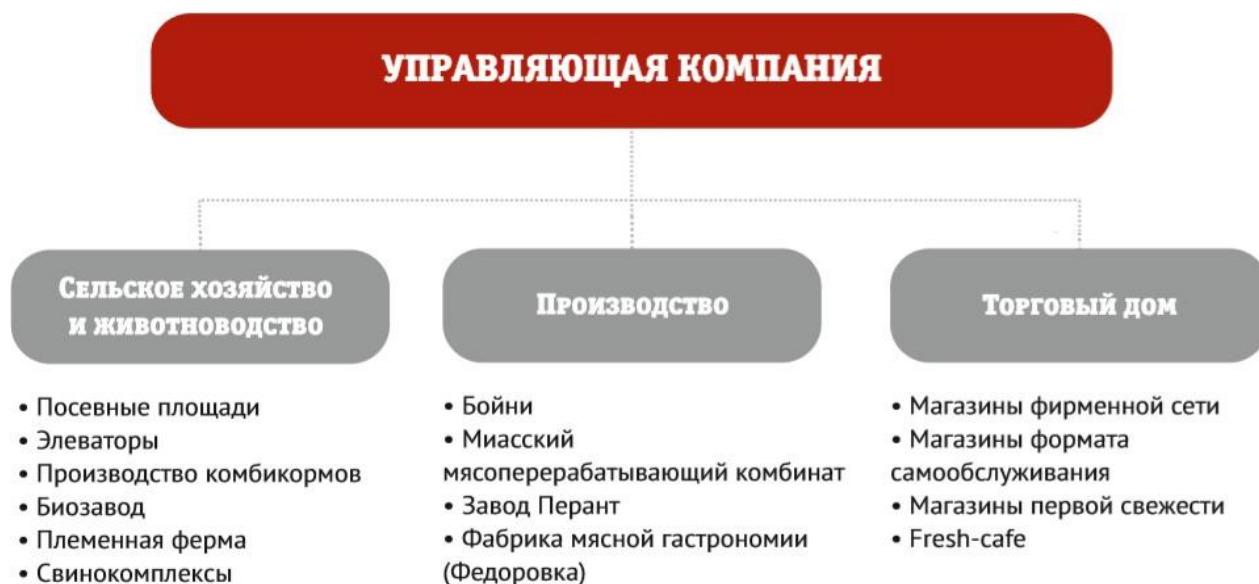 УПРАВЛЯЮЩАЯ КОМПАНИЯ
Сельское хозяйство
и животноводство
• Посевные площади
• Элеваторы
• Производство комбикормов
• Биозавод
• Племенная ферма
• Свинокомплексы
Производство
• Бойни
• Миасский
мясоперерабатывающий комбинат
• Завод Перант
• Фабрика мясной гастрономии
(Федоровка)
Торговый дом
• Магазины фирменной сети
• Магазины формата
самообслуживания
• Магазины первой свежести
• Fresh-cafe